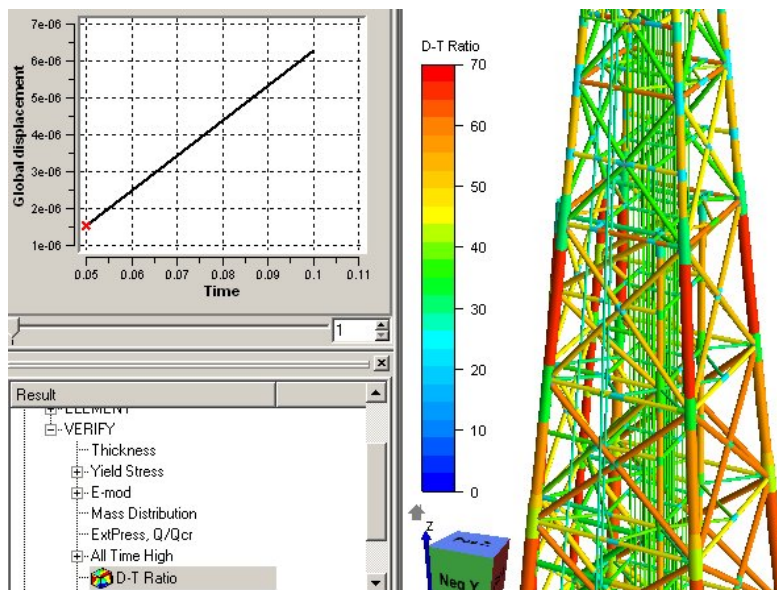 7e-06
6e-06
5e-06
4e-06
3e-06
2e-06
1e-06
Global displacement
0.05 0.06 0.07 0.08 0.09 0.1 0.11
Time
1
Result
ELEMENT
VERIFY
Thickness
Yield Stress
E-mod
Mass Distribution
ExtPress, Q/Qcr
All Time High
D-T Ratio
D-T Ratio
70
60
50
40
30
20
10
0
Z
Neg Y